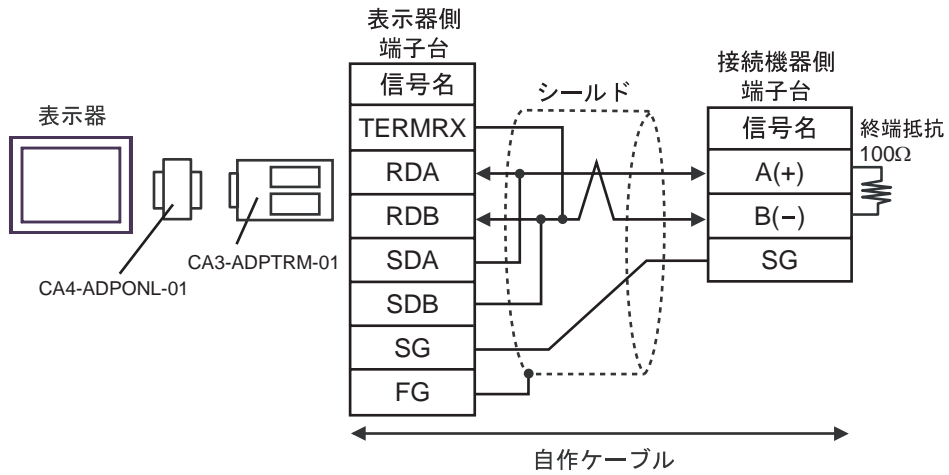 表示器
CA4-ADPONL-01
CA3-ADPTRM-01
表示器側
端子台
信号名
TERMRX
RDA
RDB
SDA
SDB
SG
FG
シールド
接続機器側
端子台
信号名
A(+)
B(−)
SG
終端抵抗
100Ω
自作ケーブル